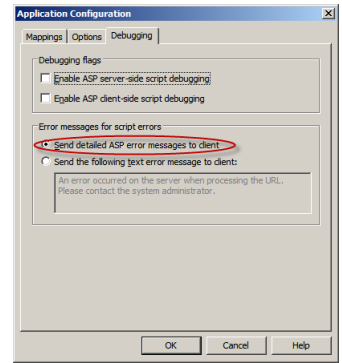 Application Configuration
Mappings Options Debugging
Debugging flags
Enable ASP server-side script debugging
Enable ASP client-side script debugging
Error messages for script errors
Send detailed ASP error messages to client
Send the following text error message to client:
An error occurred on the server when processing the URL.
Please contact the system administrator.
OK Cancel Help